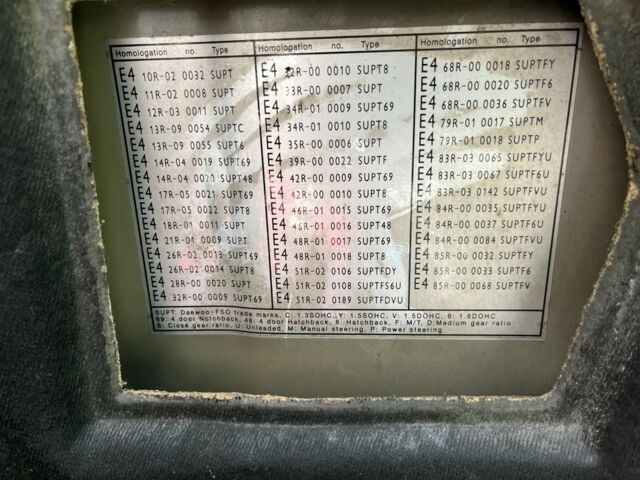 Homologation no. Type
E4 10R-02 0032 SUPT
E4 11R-02 0008 SUPT
E4 12R-03 0011 SUPT
E4 13R-09 0054 SUPTC
E4 13R-09 0055 SUPT6
E4 14R-04 0019 SUPT69
E4 14R-04 0020 SUPT48
E4 17R-05 0021 SUPT69
E4 17R-05 0022 SUPT8
E4 18R-01 0011 SUPT
E4 21R-01 0009 SUPT
E4 26R-02 0013 SUPT69
E4 26R-02 0014 SUPT8
E4 28R-00 0020 SUPT
E4 32R-00 0009 SUPT69
Homologation no. Type
E4 32R-00 0010 SUPT8
E4 33R-00 0007 SUPT
E4 34R-01 0009 SUPT69
E4 34R-01 0010 SUPT8
E4 35R-00 0006 SUPT
E4 39R-00 0022 SUPTF
E4 42R-00 0009 SUPT69
E4 42R-00 0010 SUPT8
E4 46R-01 0015 SUPT69
E4 46R-01 0016 SUPT48
E4 48R-01 0017 SUPT69
E4 48R-01 0018 SUPT8
E4 51R-02 0106 SUPTFDY
E4 51R-02 0108 SUPTFS6U
E4 51R-02 0189 SUPTFDVU
Homologation no. Type
E4 68R-00 0018 SUPTFY
E4 68R-00 0020 SUPTF6
E4 68R-00 0036 SUPTFV
E4 79R-01 0017 SUPTM
E4 79R-01 0018 SUPTP
E4 83R-03 0065 SUPTFYU
E4 83R-03 0067 SUPTF6U
E4 83R-03 0142 SUPTFVU
E4 84R-00 0035 SUPTFYU
E4 84R-00 0037 SUPTF6U
E4 84R-00 0084 SUPTFVU
E4 85R-00 0032 SUPTFY
E4 85R-00 0033 SUPTF6
E4 85R-00 0068 SUPTFV
SUPT: Daewoo-FSO trade marks, C: 1.3SOHC, Y: 1.5SOHC, V: 1.5DOHC, 6: 1.6DOHC
69: 4 door Notchback, 48: 4 door Hatchback, 8: Hatchback, F: M/T, D:Medium gear ratio
S: Close gear ratio, U: Unleaded, M: Manual steering, P: Power steering